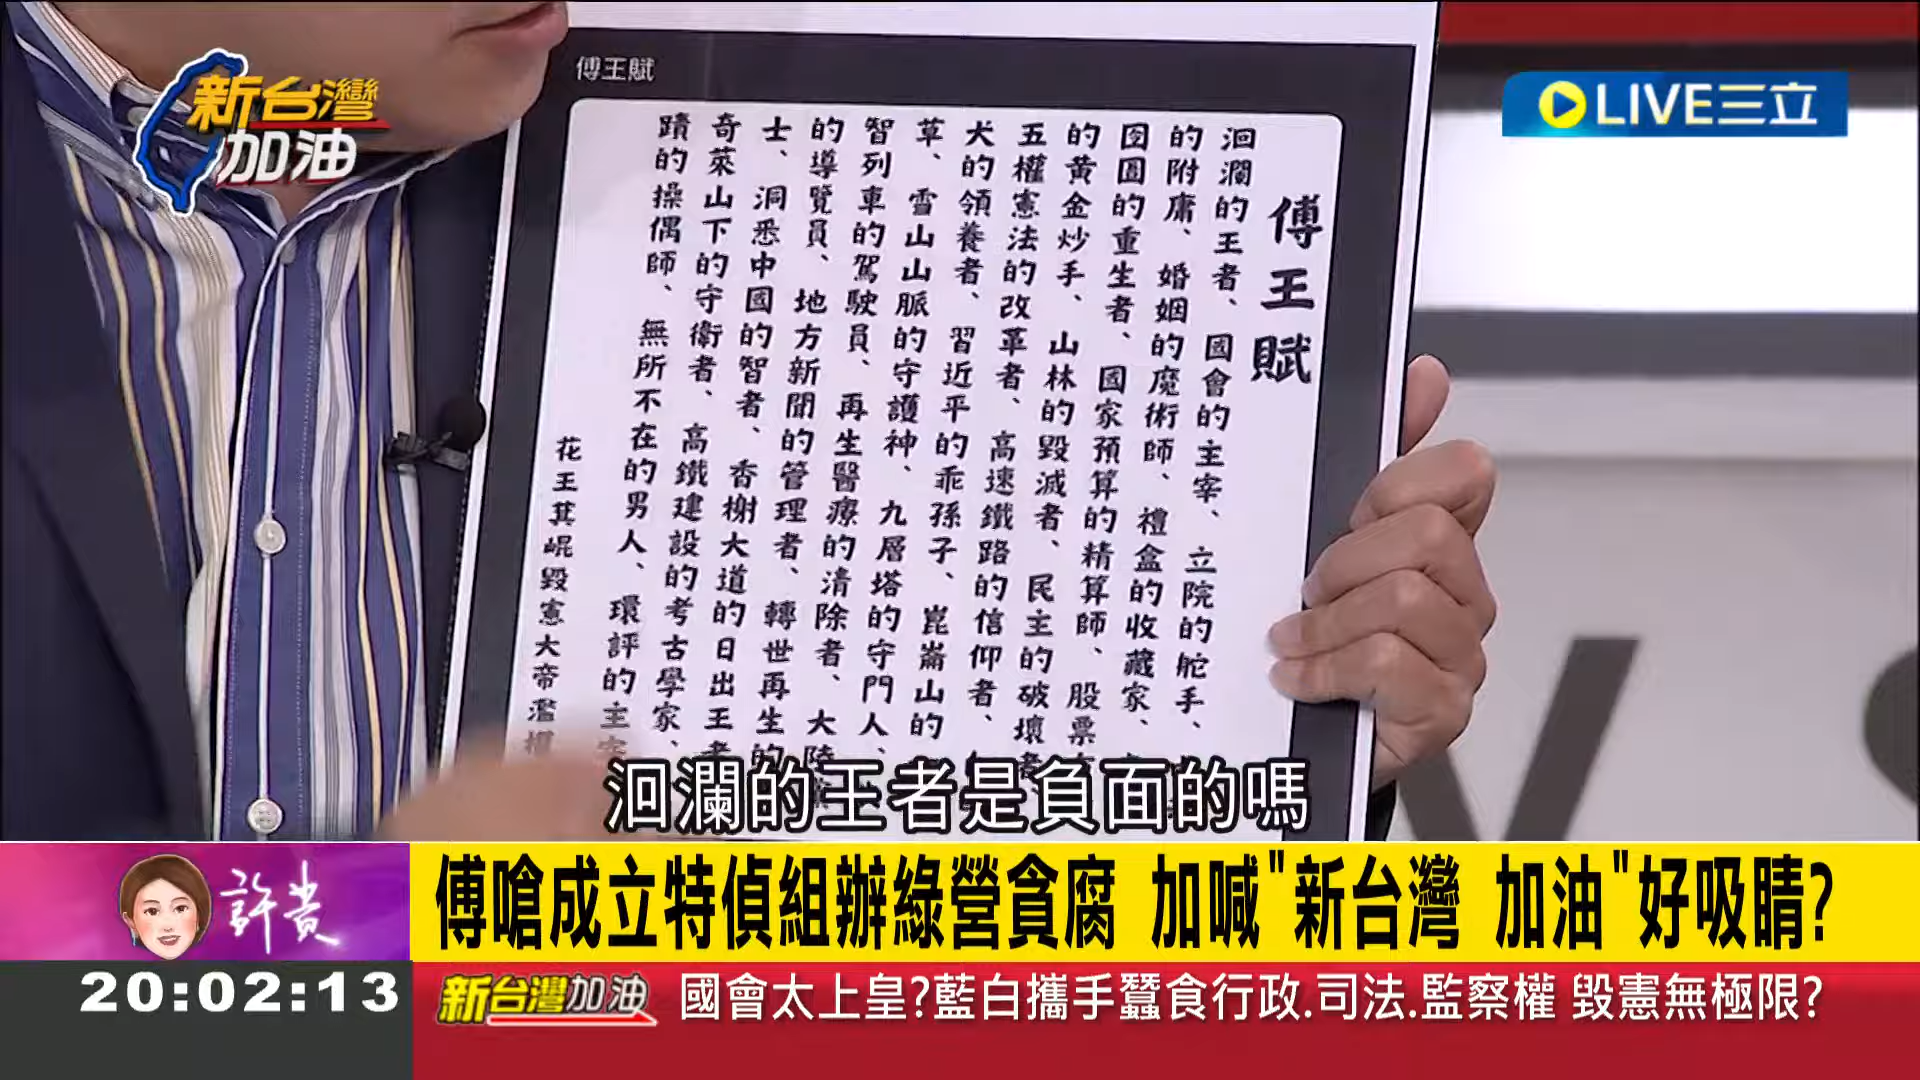 新台灣加油
LIVE三立
傅王賦
傅王賦
洄瀾的王者、國會的主宰、立院的舵手、
的附庸、婚姻的魔術師、禮盒的收藏家、
囹圄的重生者、國家預算的精算師、股票
的黃金炒手、山林的毀滅者、民主的破壞者
五權憲法的改革者、高速鐵路的信仰者、
犬的領養者、習近平的乖孫子、崑崙山的
草、雪山山脈的守護神、九層塔的守門人、
智列車的駕駛員、再生醫療的清除者、大陸
的導覽員、地方新聞的管理者、轉世再生的
士、洞悉中國的智者、香榭大道的日出王者
奇萊山下的守衛者、高鐵建設的考古學家、
蹟的操偶師、無所不在的男人、環評的主
花王萁崐毀憲大帝濫權
洄瀾的王者是負面的嗎
許貴
傅嗆成立特偵組辦綠營貪腐 加喊"新台灣 加油"好吸睛?
20:02:13
新台灣加油
國會太上皇?藍白攜手蠶食行政.司法.監察權 毀憲無極限?